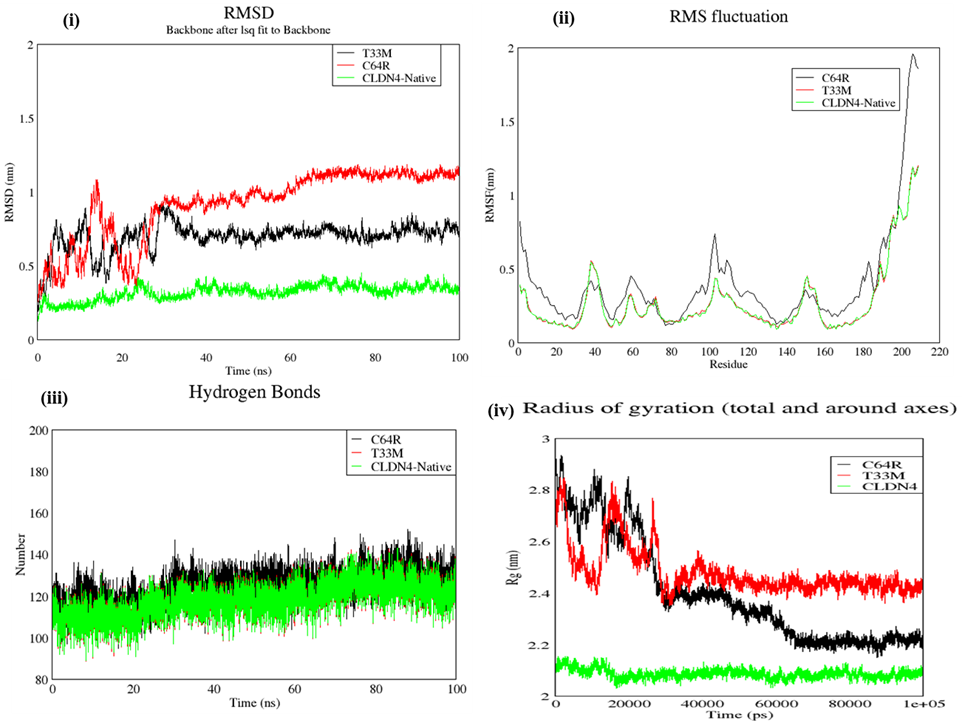 (i)
RMSD
Backbone after lsq fit to Backbone
T33M
C64R
CLDN4-Native
2
1.5
1
0.5
0
RMSD (nm)
0 20 40 60 80 100
Time (ns)
(ii)
RMS fluctuation
C64R
T33M
CLDN4-Native
2
1.5
1
0.5
0
RMSF(nm)
0 20 40 60 80 100 120 140 160 180 200 220
Residue
(iii)
Hydrogen Bonds
C64R
T33M
CLDN4-Native
200
180
160
140
120
100
80
Number
0 20 40 60 80 100
Time (ns)
(iv)
Radius of gyration (total and around axes)
C64R
T33M
CLDN4
3
2.8
2.6
2.4
2.2
2
Rg (nm)
20000 40000 60000 80000 1e+05
Time (ps)